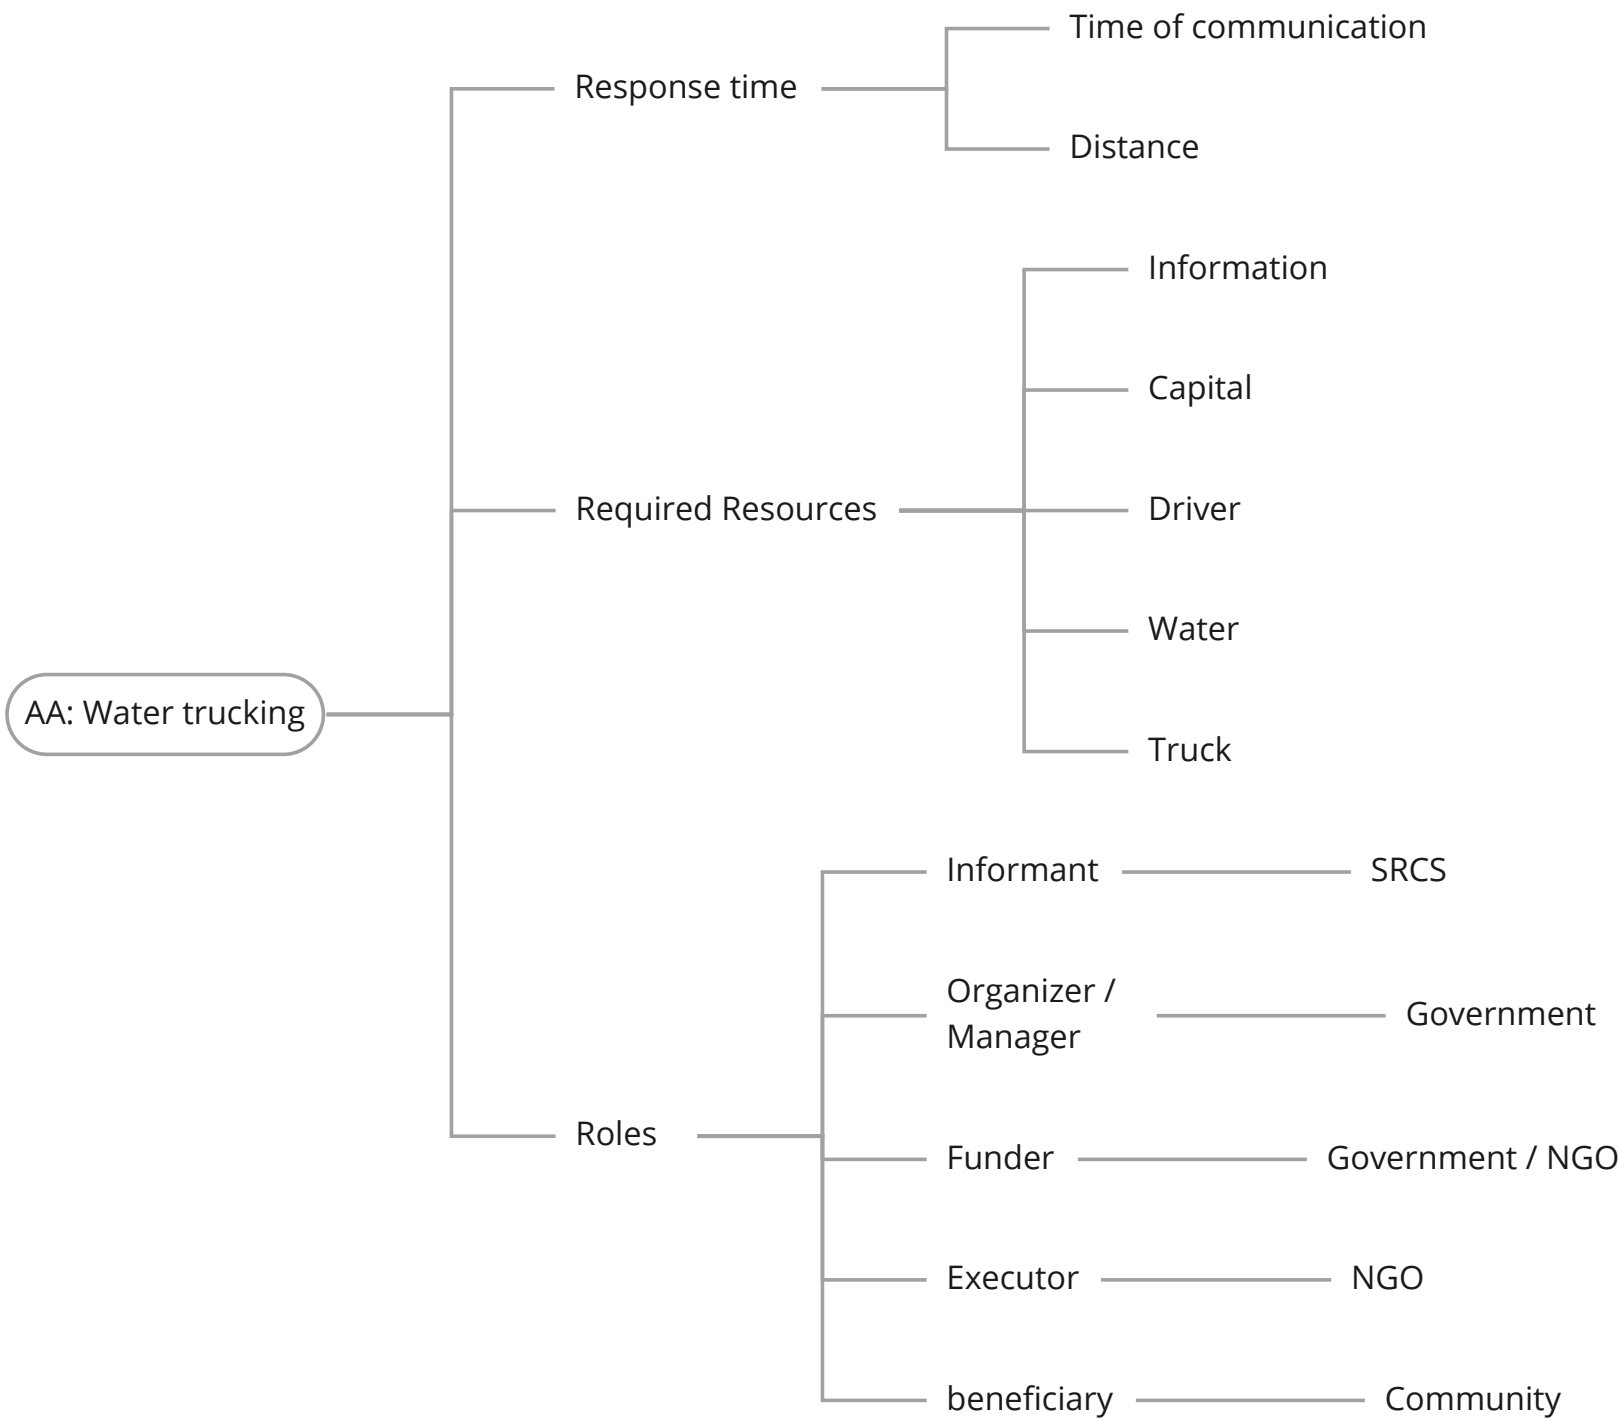 Time of communication
Response time
Distance
Information
Capital
Required Resources
Driver
Water
AA: Water trucking
Truck
Informant
SRCS
Organizer /
Manager
Government
Roles
Funder
Government / NGO
Executor
NGO
beneficiary
Community